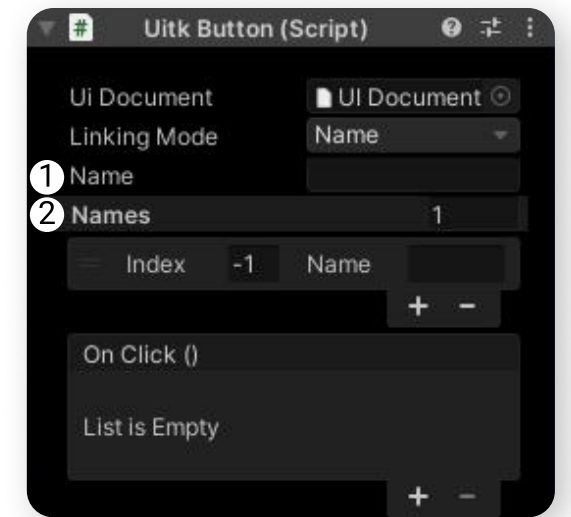 # Uitk Button (Script)
Ui Document UI Document
Linking Mode Name
1 Name
2 Names 1
Index -1 Name
+ -
On Click ()
List is Empty
+ -